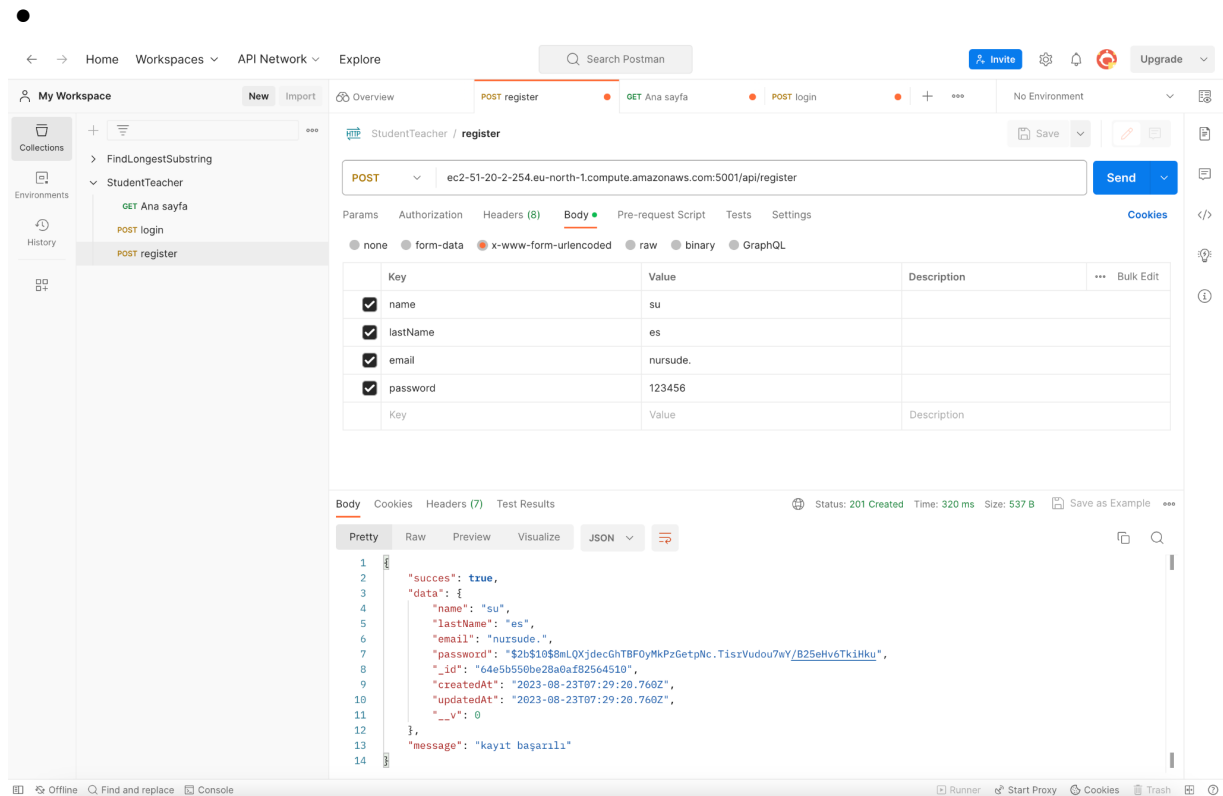 Home Workspaces API Network Explore Search Postman Invite Upgrade
My Workspace New Import Overview POST register GET Ana sayfa POST login No Environment
Collections
Environments
History
FindLongestSubstring
StudentTeacher
GET Ana sayfa
POST login
POST register
HTTP StudentTeacher / register Save
POST ec2-51-20-2-254.eu-north-1.compute.amazonaws.com:5001/api/register Send
Params Authorization Headers (8) Body Pre-request Script Tests Settings Cookies
none form-data x-www-form-urlencoded raw binary GraphQL
Key Value Description Bulk Edit
name su
lastName es
email nursude.
password 123456
Key Value Description
Body Cookies Headers (7) Test Results Status: 201 Created Time: 320 ms Size: 537 B Save as Example
Pretty Raw Preview Visualize JSON
1 {
2 "succes": true,
3 "data": {
4 "name": "su",
5 "lastName": "es",
6 "email": "nursude.",
7 "password": "$2b$10$8mLQXjdecGhTBFOyMkPzGetpNc.TisrVudou7wY/B25eHv6TkiHku",
8 "_id": "64e5b550be28a0af82564510",
9 "createdAt": "2023-08-23T07:29:20.760Z",
10 "updatedAt": "2023-08-23T07:29:20.760Z",
11 "__v": 0
12 },
13 "message": "kayıt başarılı"
14 }
Offline Find and replace Console Runner Start Proxy Cookies Trash